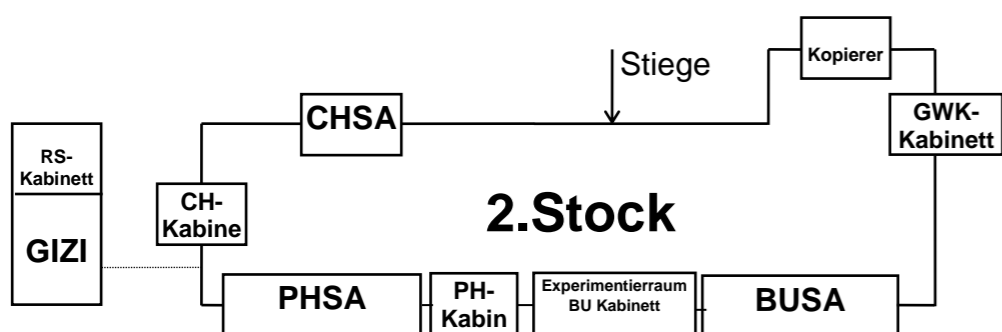 Stiege
Kopierer
CHSA
GWK-
Kabinett
RS-
Kabinett
GIZI
CH-
Kabine
2.Stock
PHSA
PH-
Kabin
Experimentierraum
BU Kabinett
BUSA